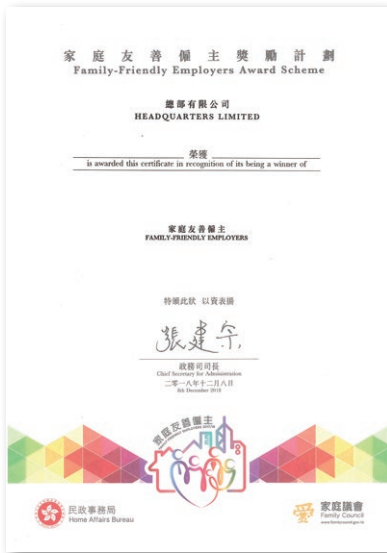 家庭友善僱主獎勵計劃
Family-Friendly Employers Award Scheme
總部有限公司
HEADQUARTERS LIMITED
榮獲
is awarded this certificate in recognition of its being a winner of
家庭友善僱主
FAMILY-FRIENDLY EMPLOYERS
特頒此狀 以資表揚
張建宗
政務司司長
Chief Secretary for Administration
二零一八年十二月八日
8th December 2018
家庭友善僱主
民政事務局
Home Affairs Bureau
愛
家庭議會
Family Council
www.familycouncil.gov.hk